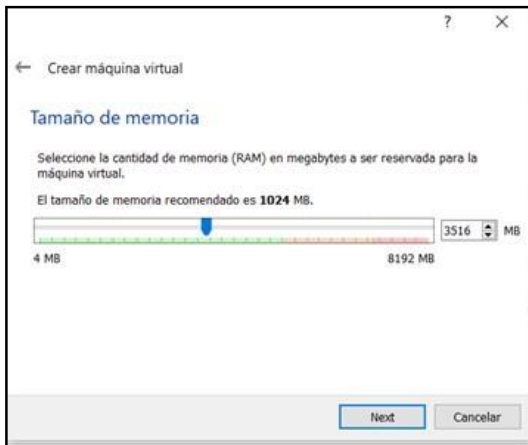 ?
← Crear máquina virtual
Tamaño de memoria
Seleccione la cantidad de memoria (RAM) en megabytes a ser reservada para la
máquina virtual.
El tamaño de memoria recomendado es 1024 MB.
3516 MB
4 MB 8192 MB
Next Cancelar